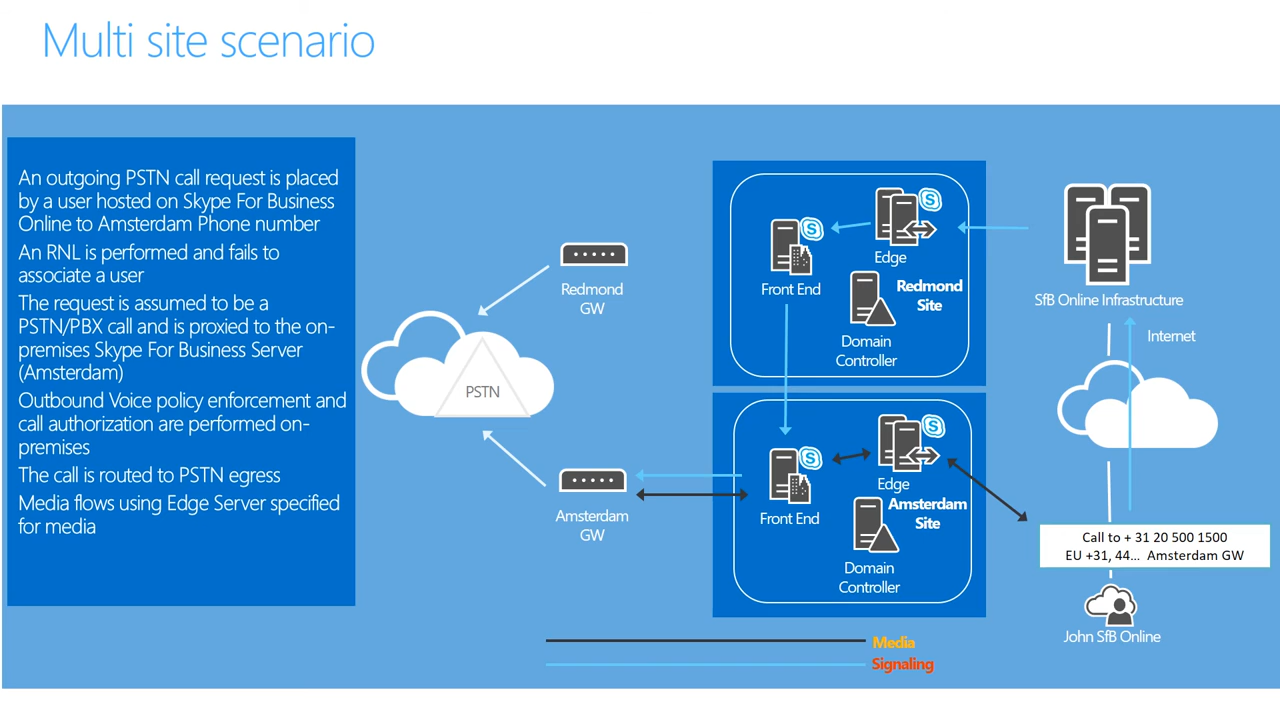 Multi site scenario
An outgoing PSTN call request is placed
by a user hosted on Skype For Business
Online to Amsterdam Phone number
An RNL is performed and fails to
associate a user
The request is assumed to be a
PSTN/PBX call and is proxied to the on-
premises Skype For Business Server
(Amsterdam)
Outbound Voice policy enforcement and
call authorization are performed on-
premises
The call is routed to PSTN egress
Media flows using Edge Server specified
for media
PSTN
Redmond
GW
Amsterdam
GW
S
S
Edge
Front End
Redmond
Site
Domain
Controller
S
S
Edge
Front End
Amsterdam
Site
Domain
Controller
SfB Online Infrastructure
Internet
Call to + 31 20 500 1500
EU +31, 44... Amsterdam GW
John SfB Online
Media
Signaling